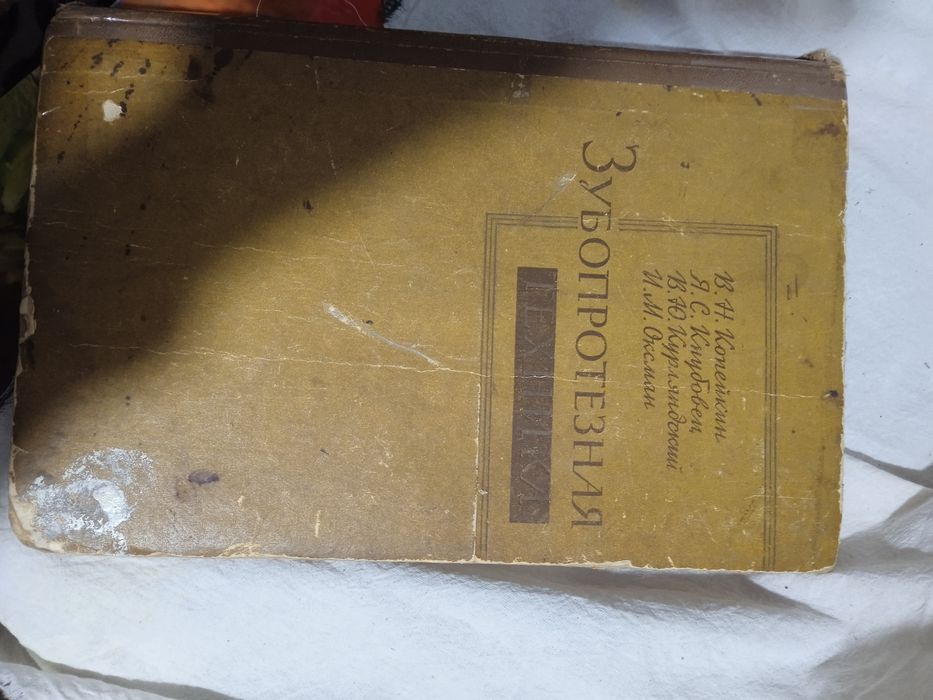 В. Н. Копейкин
Я. С. Кнубовец
В. Ю. Курляндский
И. М. Оксман
ЗУБОПРОТЕЗНАЯ
ТЕХНИКА